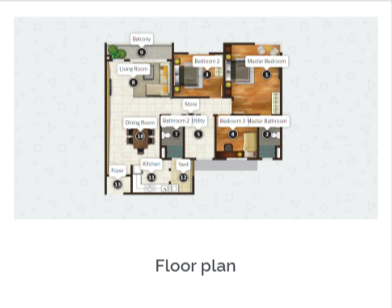 Balcony
9
Living Room
8
Bedroom 2
3
Master Bedroom
1
Store
Dining Room
10
Bathroom 2
7
Utility
5
Bedroom 3
4
Master Bathroom
2
Foyer
13
Kitchen
11
Yard
12
Floor plan